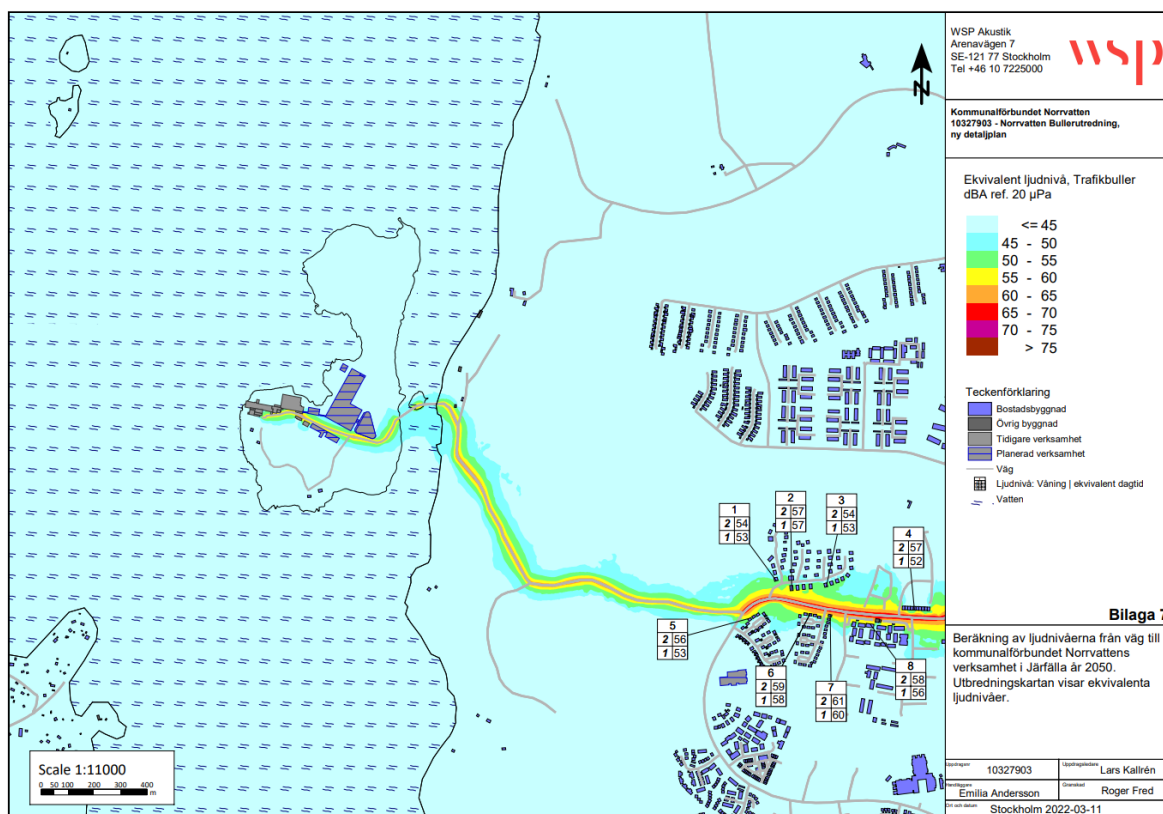 WSP Akustik
Arenavägen 7
SE-121 77 Stockholm
Tel +46 10 7225000
wsp
N
Kommunalförbundet Norrvatten
10327903 - Norrvatten Bullerutredning,
ny detaljplan
Ekvivalent ljudnivå, Trafikbuller
dBA ref. 20 µPa
<= 45
45 - 50
50 - 55
55 - 60
60 - 65
65 - 70
70 - 75
> 75
Teckenförklaring
Bostadsbyggnad
Övrig byggnad
Tidigare verksamhet
Planerad verksamhet
Väg
Ljudnivå: Våning | ekvivalent dagtid
Vatten
1
2 54
1 53
2
2 57
1 57
3
2 54
1 53
4
2 57
1 52
5
2 56
1 53
6
2 59
1 58
7
2 61
1 60
8
2 58
1 56
Bilaga 7
Beräkning av ljudnivåerna från väg till
kommunalförbundet Norrvattens
verksamhet i Järfälla år 2050.
Utbredningskartan visar ekvivalenta
ljudnivåer.
Scale 1:11000
0 50 100 200 300 400
m
Uppdragsnr 10327903
Uppdragsledare Lars Kallrén
Handläggare Emilia Andersson
Granskad Roger Fred
Ort och datum Stockholm 2022-03-11